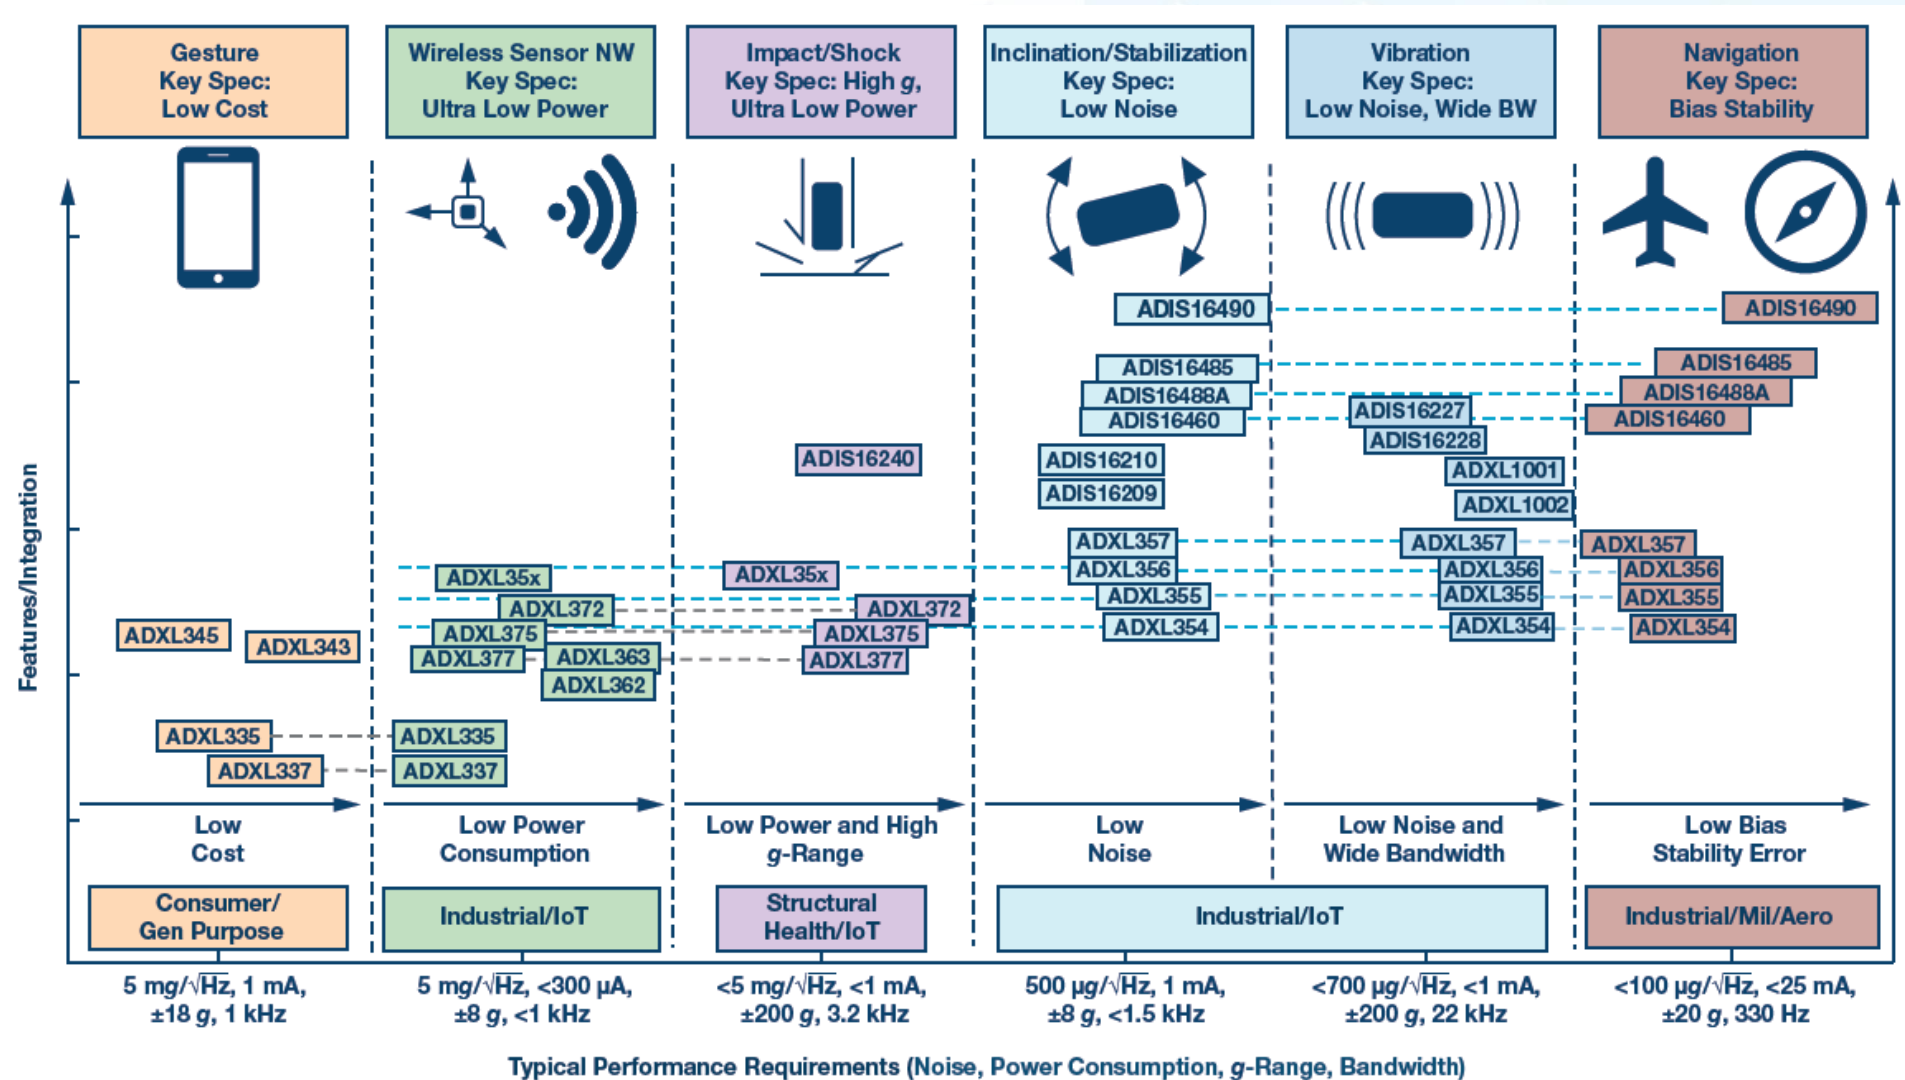 Gesture
Key Spec:
Low Cost
Wireless Sensor NW
Key Spec:
Ultra Low Power
Impact/Shock
Key Spec: High g,
Ultra Low Power
Inclination/Stabilization
Key Spec:
Low Noise
Vibration
Key Spec:
Low Noise, Wide BW
Navigation
Key Spec:
Bias Stability
Features/Integration
ADXL345
ADXL343
ADXL335
ADXL337
ADXL35x
ADXL372
ADXL375
ADXL377
ADXL363
ADXL362
ADXL335
ADXL337
ADIS16240
ADXL35x
ADXL372
ADXL375
ADXL377
ADIS16490
ADIS16485
ADIS16488A
ADIS16460
ADIS16210
ADIS16209
ADXL357
ADXL356
ADXL355
ADXL354
ADIS16227
ADIS16228
ADXL1001
ADXL1002
ADXL357
ADXL356
ADXL355
ADXL354
ADIS16490
ADIS16485
ADIS16488A
ADIS16460
ADXL357
ADXL356
ADXL355
ADXL354
Low
Cost
Low Power
Consumption
Low Power and High
g-Range
Low
Noise
Low Noise and
Wide Bandwidth
Low Bias
Stability Error
Consumer/
Gen Purpose
Industrial/IoT
Structural
Health/IoT
Industrial/IoT
Industrial/Mil/Aero
5 mg/√Hz, 1 mA,
±18 g, 1 kHz
5 mg/√Hz, <300 µA,
±8 g, <1 kHz
<5 mg/√Hz, <1 mA,
±200 g, 3.2 kHz
500 µg/√Hz, 1 mA,
±8 g, <1.5 kHz
<700 µg/√Hz, <1 mA,
±200 g, 22 kHz
<100 µg/√Hz, <25 mA,
±20 g, 330 Hz
Typical Performance Requirements (Noise, Power Consumption, g-Range, Bandwidth)